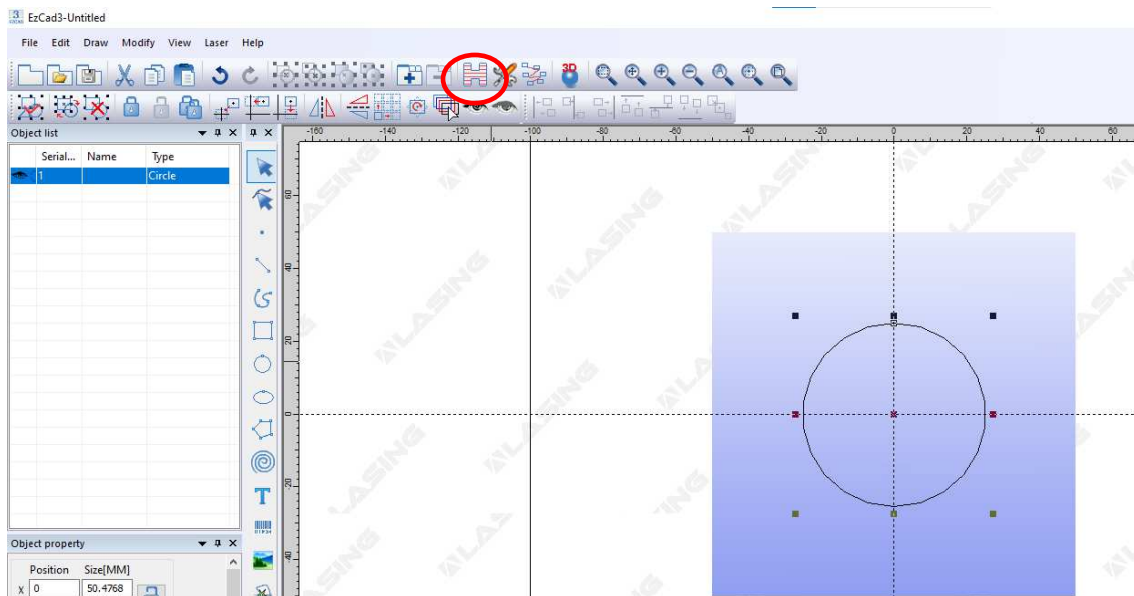 EzCad3-Untitled
File Edit Draw Modify View Laser Help
3D
Object list
-160 -140 -120 -100 -80 -60 -40 -20 0 20 40 60
Serial... Name Type
1 Circle
60
40
20
0
-20
-40
T
Object property
Position Size[MM]
X 0 50.4768
LASING